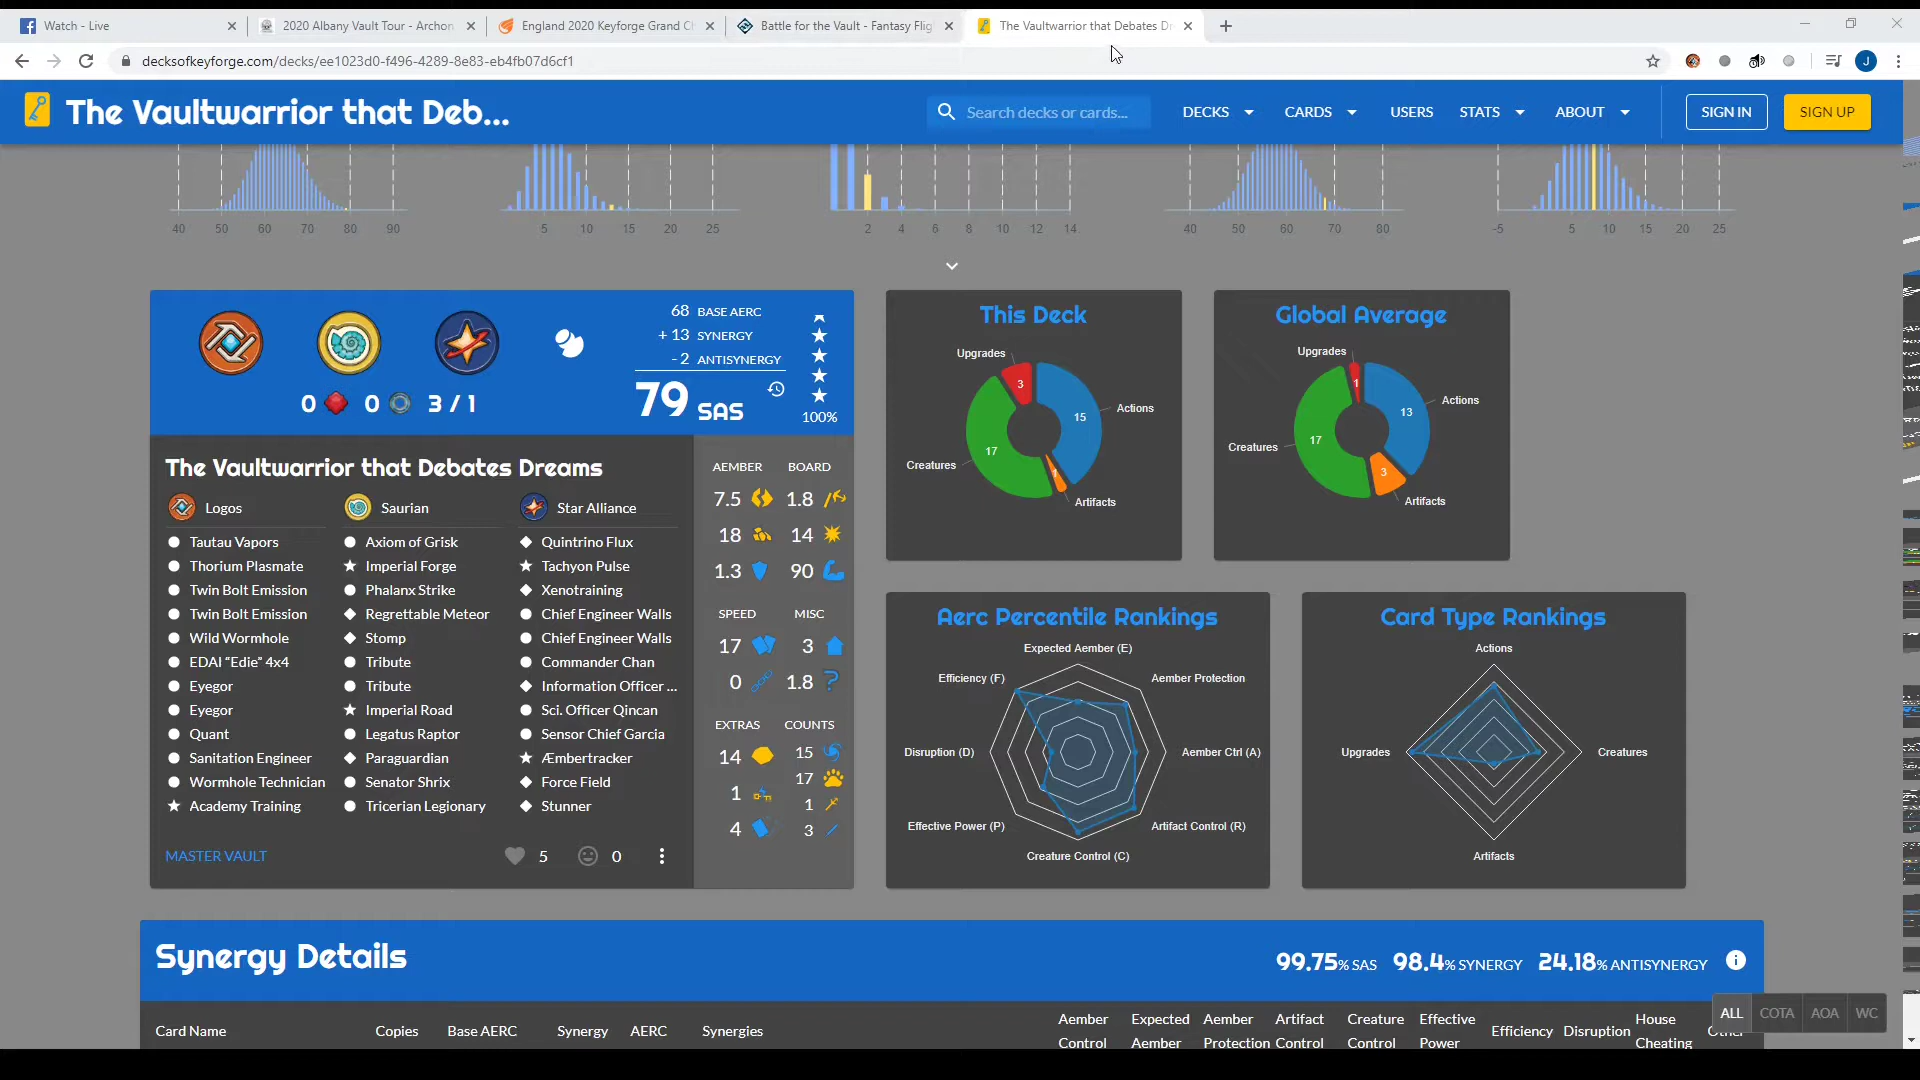 Watch - Live
2020 Albany Vault Tour - Archon
England 2020 Keyforge Grand Ch
Battle for the Vault - Fantasy Flig
The Vaultwarrior that Debates Dr
decksofkeyforge.com/decks/ee1023d0-f496-4289-8e83-eb4fb07d6cf1
J
The Vaultwarrior that Deb...
Search decks or cards...
DECKS
CARDS
USERS
STATS
ABOUT
SIGN IN
SIGN UP
40 50 60 70 80 90
5 10 15 20 25
2 4 6 8 10 12 14
40 50 60 70 80
-5 5 10 15 20 25
68 BASE AERC
+ 13 SYNERGY
- 2 ANTISYNERGY
79 SAS
100%
0 0 3 / 1
The Vaultwarrior that Debates Dreams
Logos
Tautau Vapors
Thorium Plasmate
Twin Bolt Emission
Twin Bolt Emission
Wild Wormhole
EDAI “Edie” 4x4
Eyegor
Eyegor
Quant
Sanitation Engineer
Wormhole Technician
Academy Training
Saurian
Axiom of Grisk
Imperial Forge
Phalanx Strike
Regrettable Meteor
Stomp
Tribute
Tribute
Imperial Road
Legatus Raptor
Paraguardian
Senator Shrix
Tricerian Legionary
Star Alliance
Quintrino Flux
Tachyon Pulse
Xenotraining
Chief Engineer Walls
Chief Engineer Walls
Commander Chan
Information Officer ...
Sci. Officer Qincan
Sensor Chief Garcia
Æmbertracker
Force Field
Stunner
MASTER VAULT
5
0
AEMBER BOARD
7.5 1.8
18 14
1.3 90
SPEED MISC
17 3
0 1.8
EXTRAS COUNTS
14 15
17
1 1
4 3
This Deck
Upgrades
3
15
Actions
17
Creatures
1
Artifacts
Global Average
Upgrades
1
Actions
13
17
Creatures
3
Artifacts
Aerc Percentile Rankings
Expected Aember (E)
Efficiency (F)
Aember Protection
Disruption (D)
Aember Ctrl (A)
Effective Power (P)
Artifact Control (R)
Creature Control (C)
Card Type Rankings
Actions
Upgrades
Creatures
Artifacts
Synergy Details
99.75% SAS 98.4% SYNERGY 24.18% ANTISYNERGY
ALL COTA AOA WC
Card Name
Copies
Base AERC
Synergy
AERC
Synergies
Aember Control
Expected Aember
Aember Protection
Artifact Control
Creature Control
Effective Power
Efficiency
Disruption
House Cheating